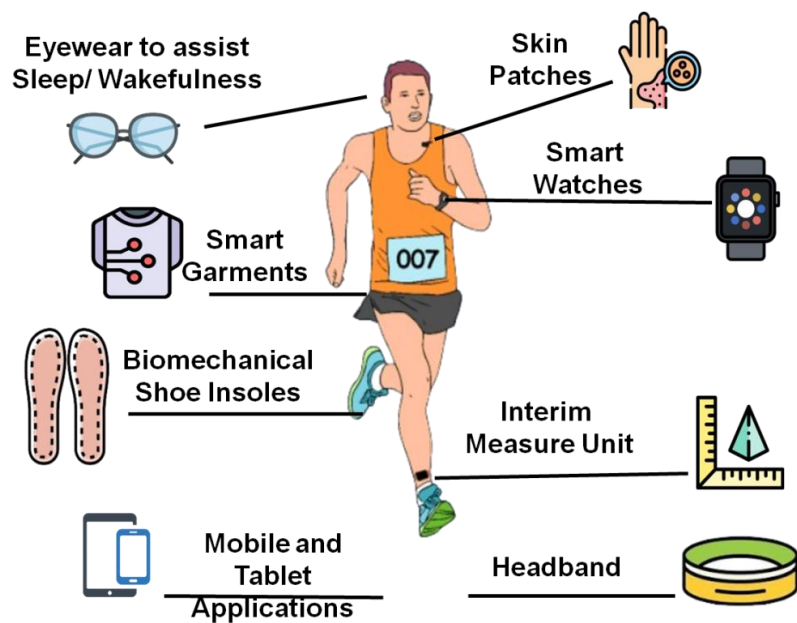 Eyewear to assist
Sleep/ Wakefulness
Skin
Patches
Smart
Watches
Smart
Garments
007
Biomechanical
Shoe Insoles
Interim
Measure Unit
Mobile and
Tablet
Applications
Headband